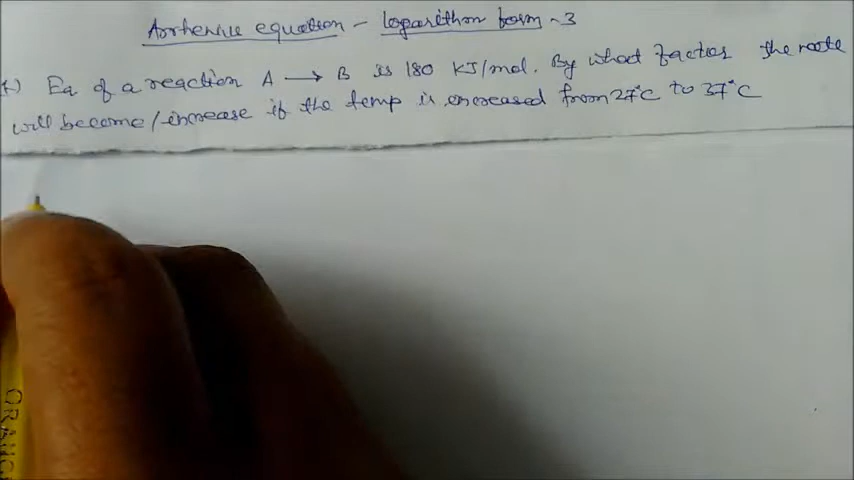 Arrhenius equation - logarithm form - 3
1) Ea of a reaction A → B is 180 KJ/mol. By what factor the rate
will become/increase if the temp is increased from 27°C to 37°C
ORANG